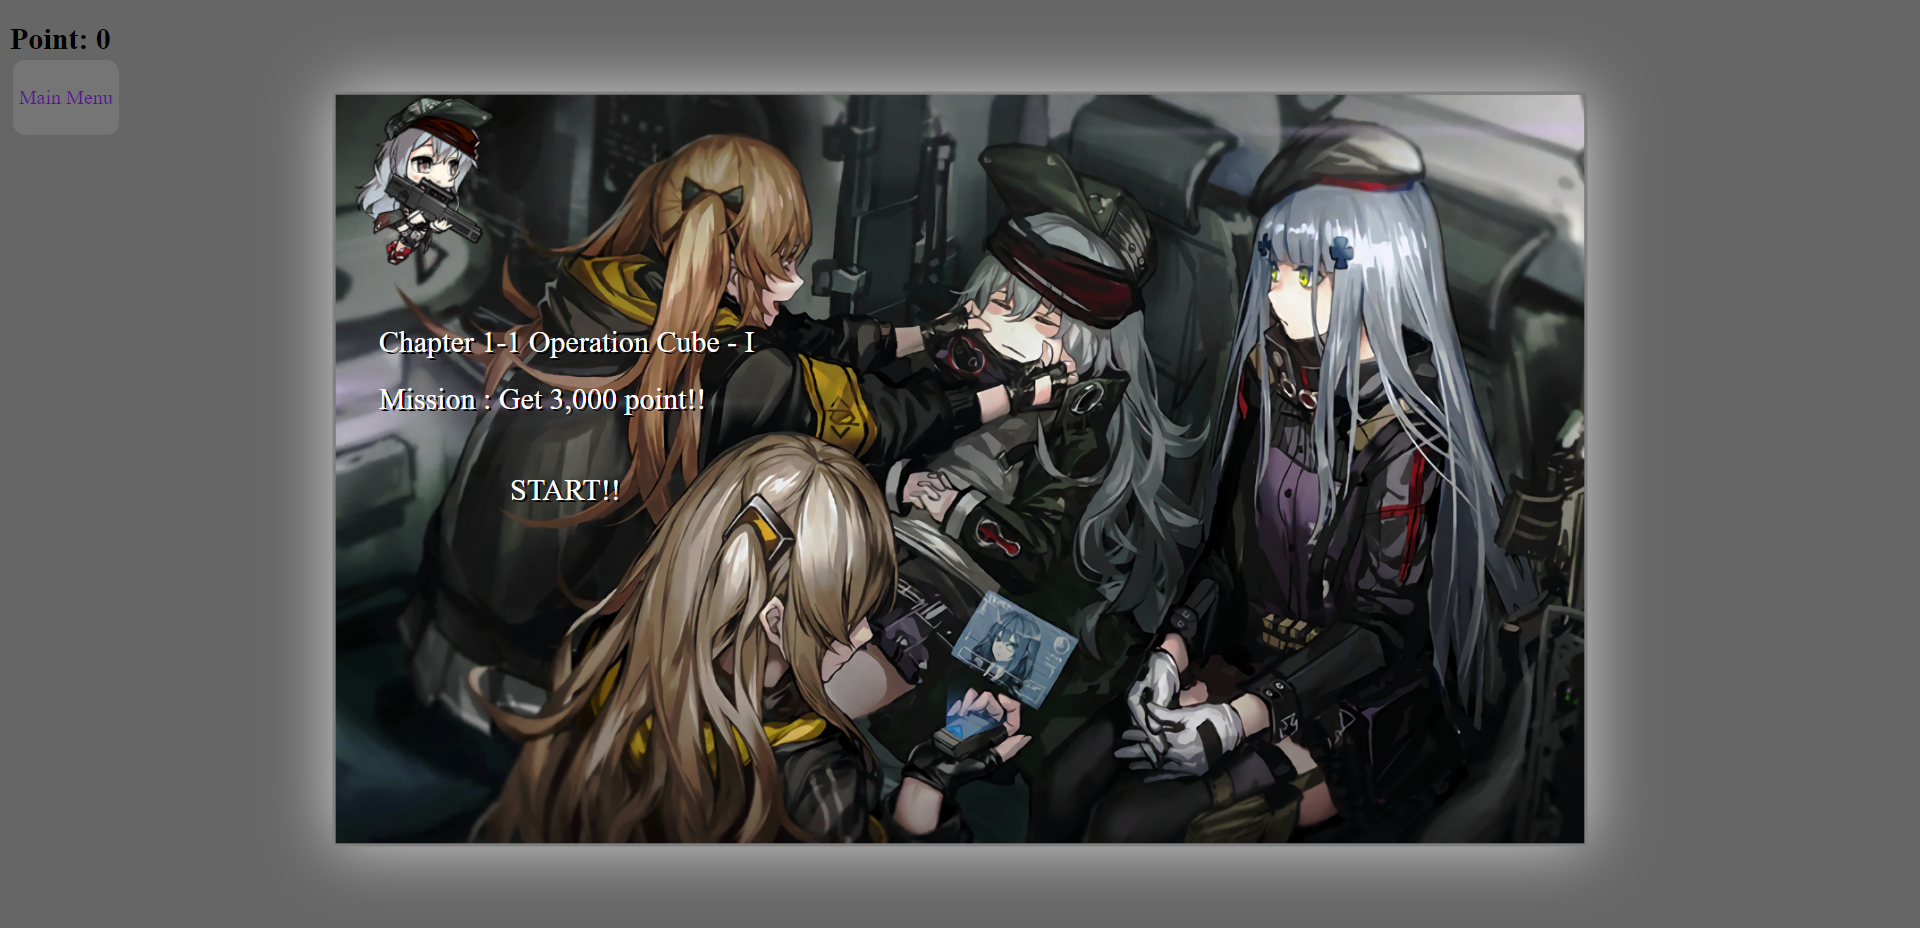 Point: 0
Main Menu
Chapter 1-1 Operation Cube - I
Mission : Get 3,000 point!!
START!!